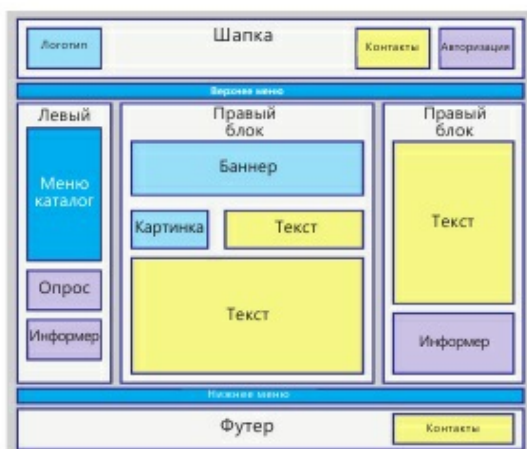 Шапка
Логотип
Контакты
Авторизация
Верхнее меню
Левый
Меню
каталог
Опрос
Информер
Правый
блок
Баннер
Картинка
Текст
Текст
Правый
блок
Текст
Информер
Нижнее меню
Футер
Контакты